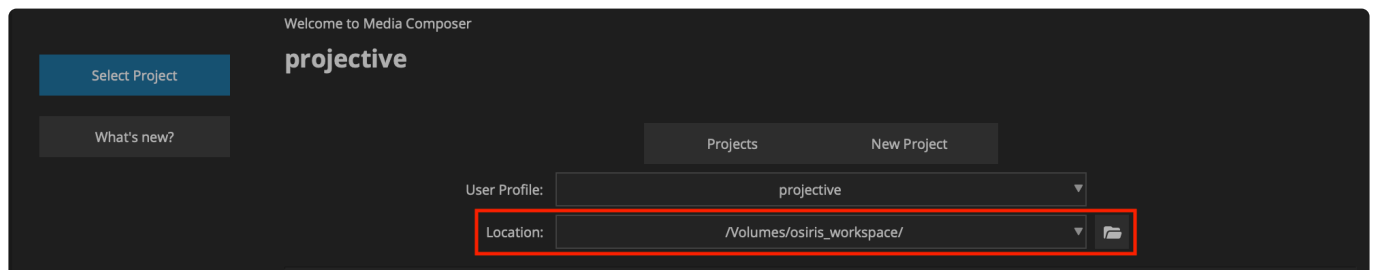 Welcome to Media Composer
projective
Select Project
What's new?
Projects
New Project
User Profile:
projective
Location:
/Volumes/osiris_workspace/